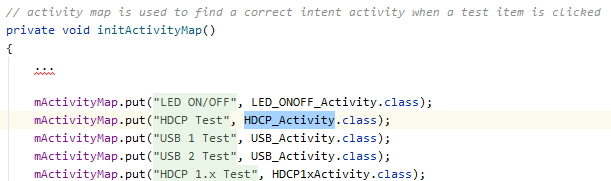 // activity map is used to find a correct intent activity when a test item is clicked
private void initActivityMap()
{
...
mActivityMap.put("LED ON/OFF", LED_ONOFF_Activity.class);
mActivityMap.put("HDCP Test", HDCP_Activity.class);
mActivityMap.put("USB 1 Test", USB_Activity.class);
mActivityMap.put("USB 2 Test", USB_Activity.class);
mActivityMap.put("HDCP 1.x Test", HDCP1xActivity.class);